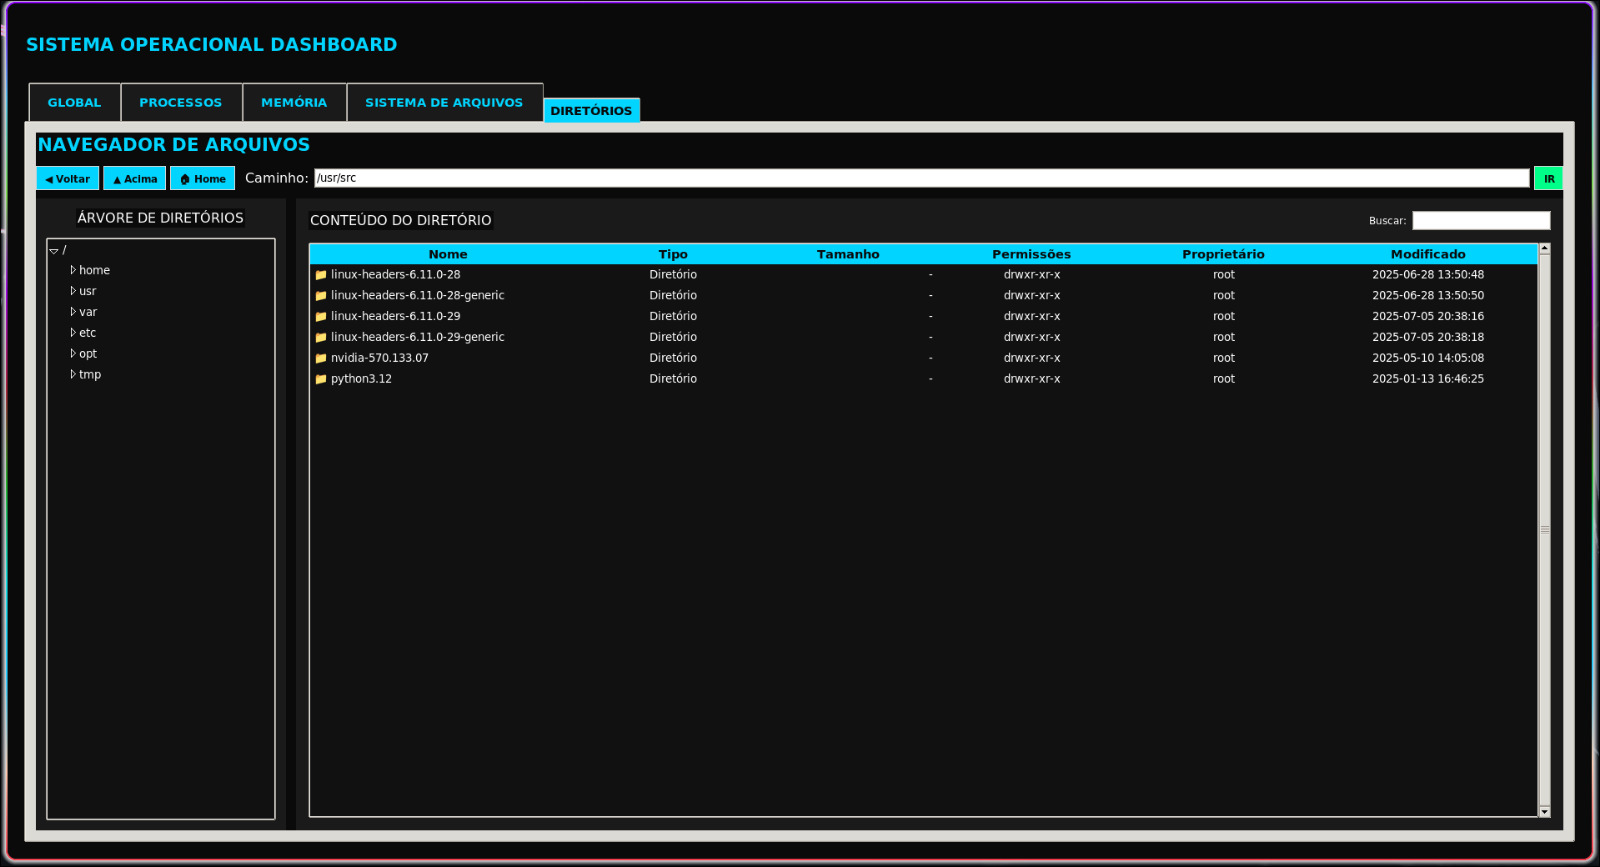 SISTEMA OPERACIONAL DASHBOARD
GLOBAL PROCESSOS MEMÓRIA SISTEMA DE ARQUIVOS DIRETÓRIOS
NAVEGADOR DE ARQUIVOS
Voltar Acima Home Caminho: /usr/src IR
ÁRVORE DE DIRETÓRIOS
/
home
usr
var
etc
opt
tmp
CONTEÚDO DO DIRETÓRIO Buscar:
Nome Tipo Tamanho Permissões Proprietário Modificado
linux-headers-6.11.0-28 Diretório - drwxr-xr-x root 2025-06-28 13:50:48
linux-headers-6.11.0-28-generic Diretório - drwxr-xr-x root 2025-06-28 13:50:50
linux-headers-6.11.0-29 Diretório - drwxr-xr-x root 2025-07-05 20:38:16
linux-headers-6.11.0-29-generic Diretório - drwxr-xr-x root 2025-07-05 20:38:18
nvidia-570.133.07 Diretório - drwxr-xr-x root 2025-05-10 14:05:08
python3.12 Diretório - drwxr-xr-x root 2025-01-13 16:46:25